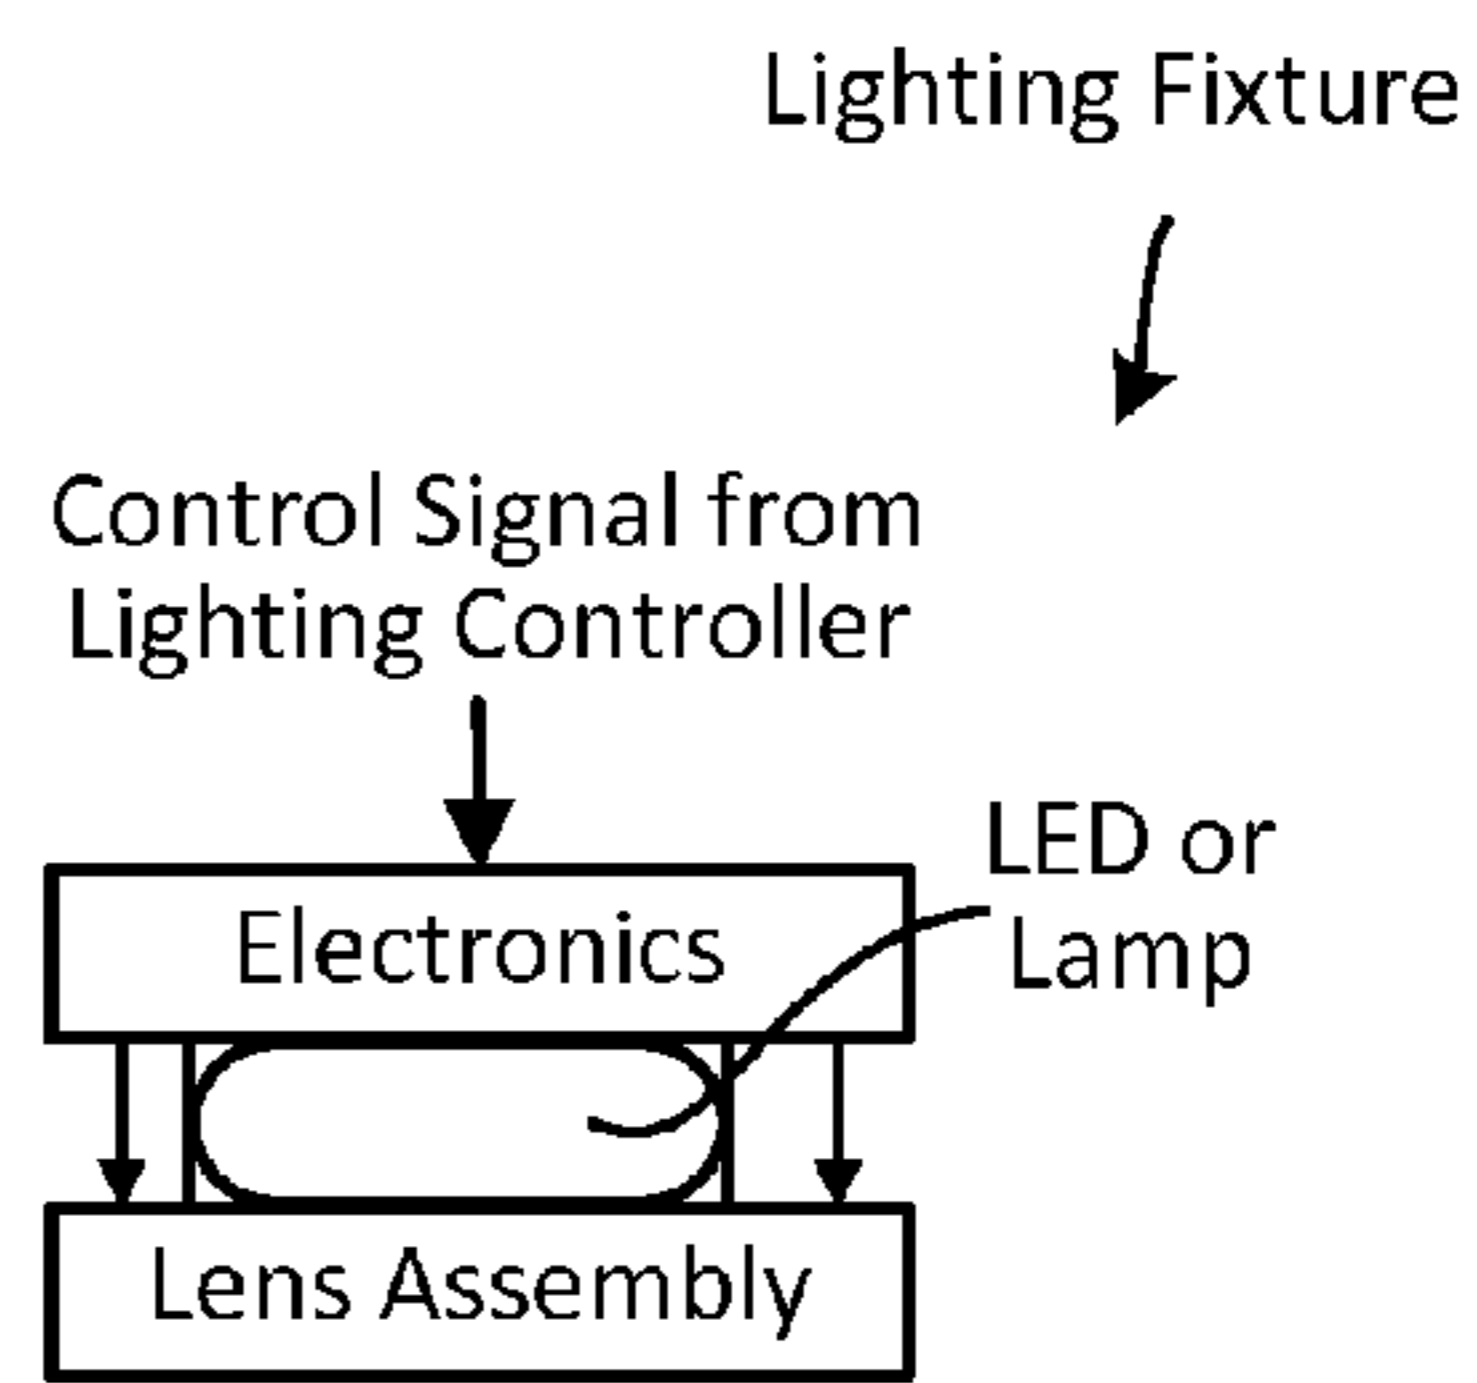 Lighting Fixture
Control Signal from
Lighting Controller
LED or
Lamp
Electronics
Lens Assembly